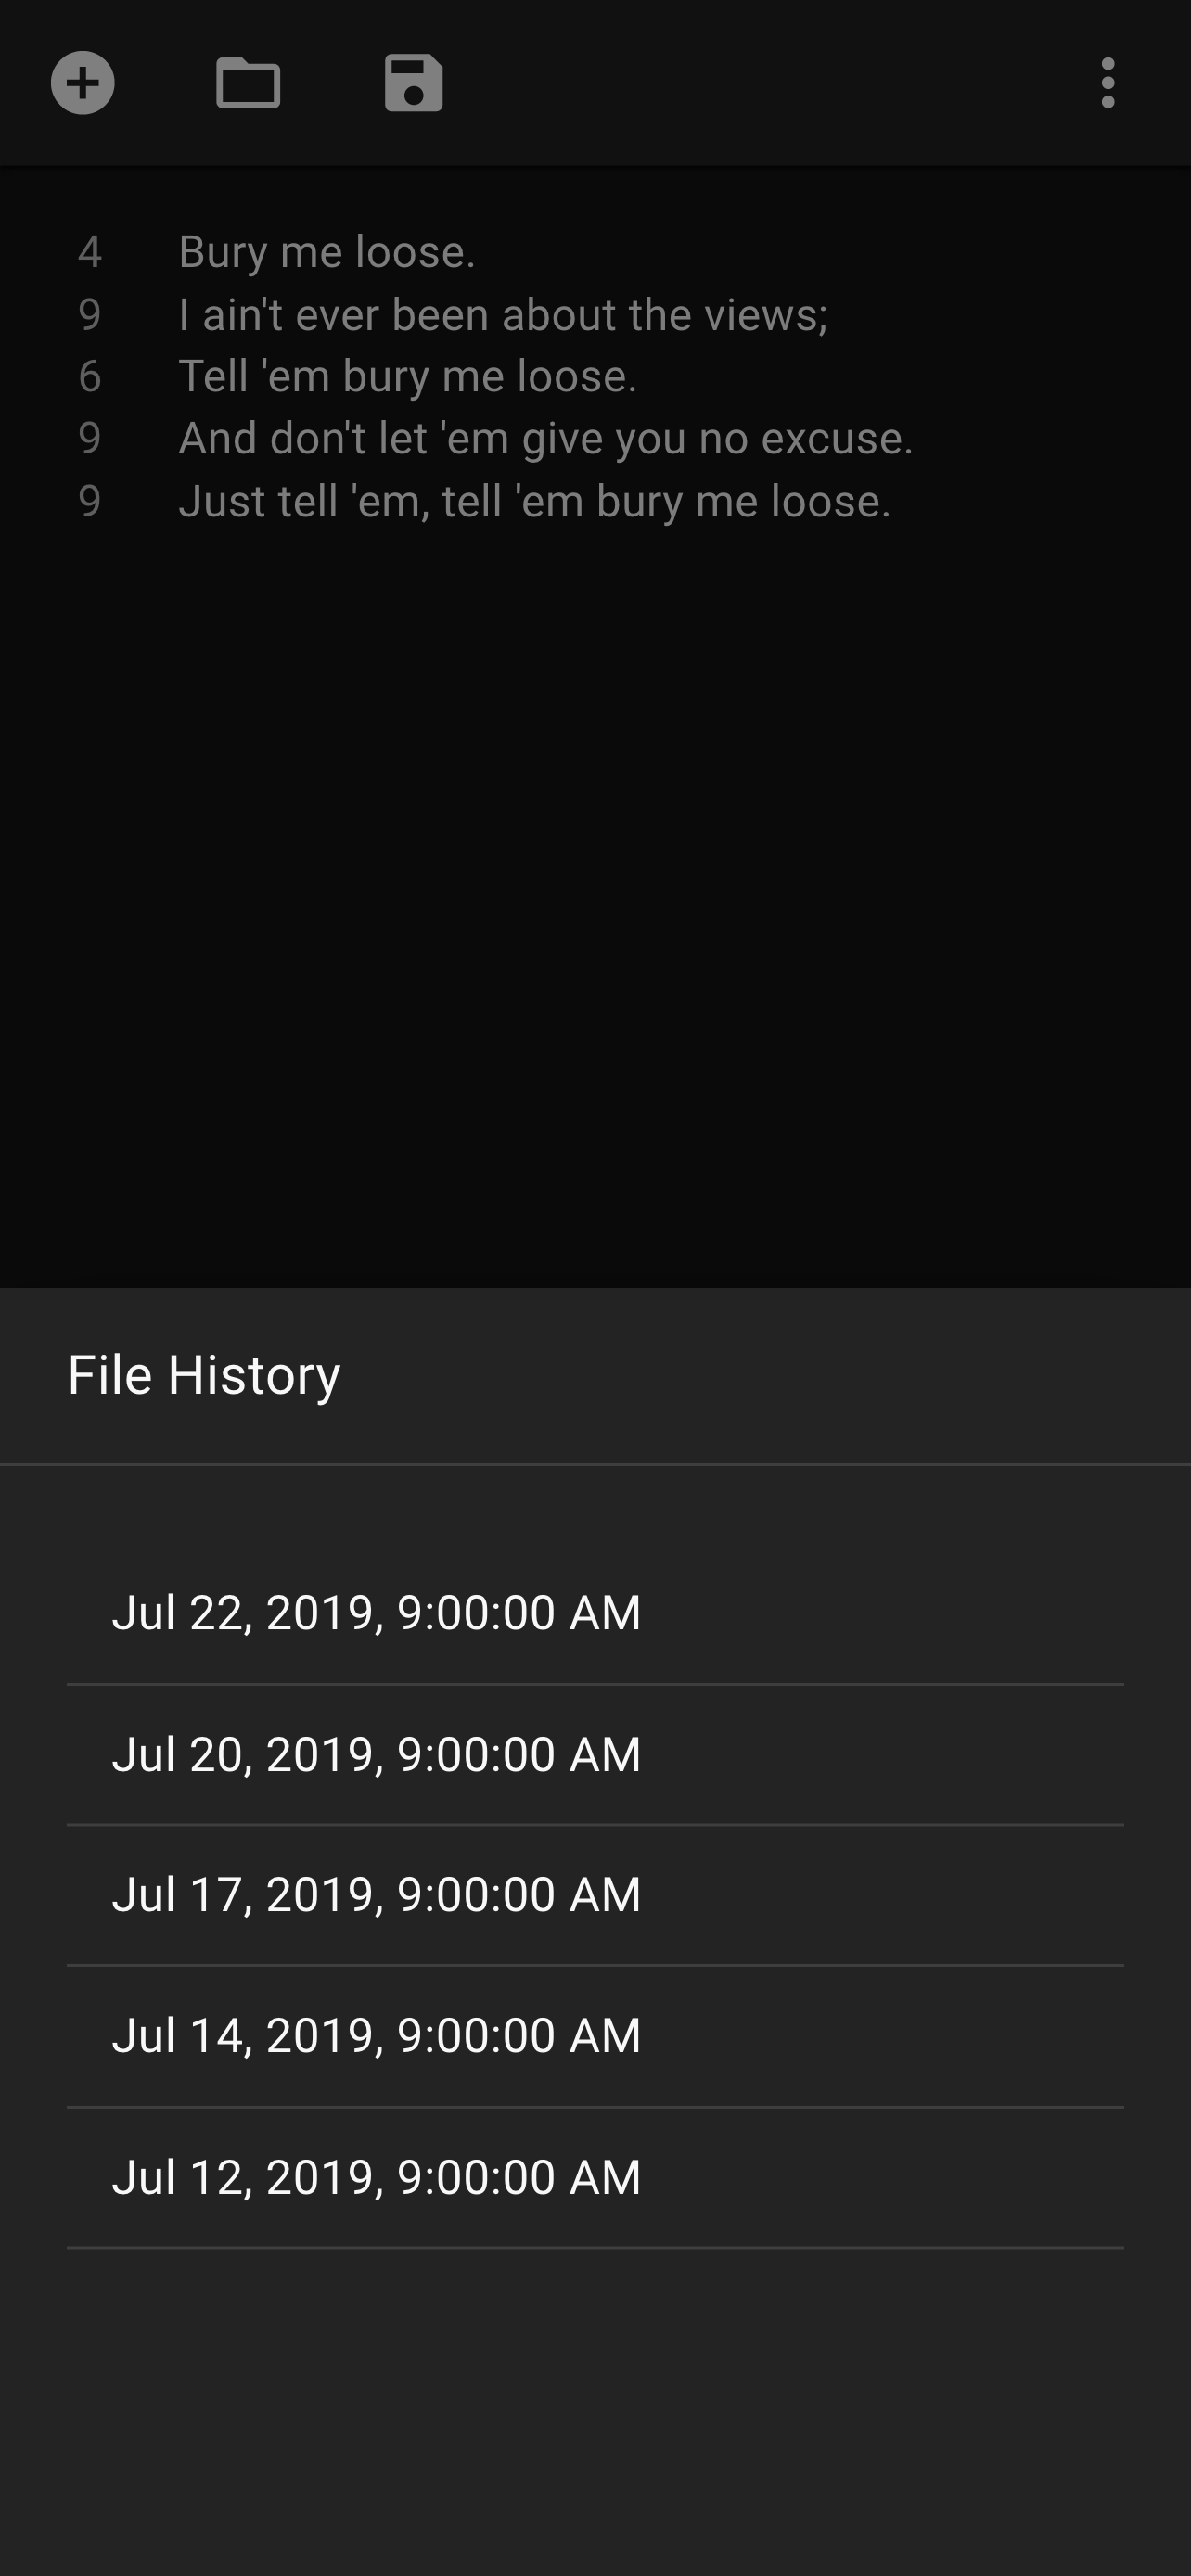 4 Bury me loose.
9 I ain't ever been about the views;
6 Tell 'em bury me loose.
9 And don't let 'em give you no excuse.
9 Just tell 'em, tell 'em bury me loose.
File History
Jul 22, 2019, 9:00:00 AM
Jul 20, 2019, 9:00:00 AM
Jul 17, 2019, 9:00:00 AM
Jul 14, 2019, 9:00:00 AM
Jul 12, 2019, 9:00:00 AM